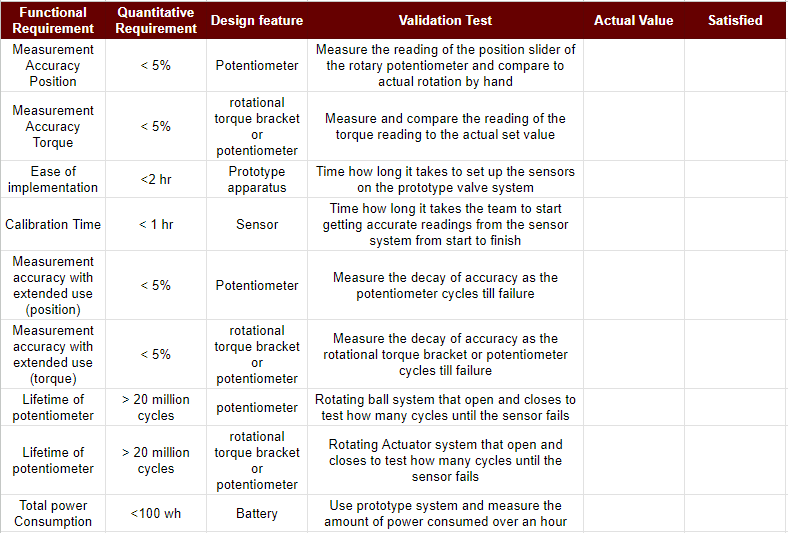 Functional Requirement
Quantitative Requirement
Design feature
Validation Test
Actual Value
Satisfied
Measurement
Accuracy
Position
< 5%
Potentiometer
Measure the reading of the position slider of
the rotary potentiometer and compare to
actual rotation by hand
Measurement
Accuracy
Torque
< 5%
rotational
torque bracket
or
potentiometer
Measure and compare the reading of the
torque reading to the actual set value
Ease of
implementation
<2 hr
Prototype
apparatus
Time how long it takes to set up the sensors
on the prototype valve system
Calibration Time
< 1 hr
Sensor
Time how long it takes the team to start
getting accurate readings from the sensor
system from start to finish
Measurement
accuracy with
extended use
(position)
< 5%
Potentiometer
Measure the decay of accuracy as the
potentiometer cycles till failure
Measurement
accuracy with
extended use
(torque)
< 5%
rotational
torque bracket
or
potentiometer
Measure the decay of accuracy as the
rotational torque bracket or potentiometer
cycles till failure
Lifetime of
potentiometer
> 20 million
cycles
potentiometer
Rotating ball system that open and closes to
test how many cycles until the sensor fails
Lifetime of
potentiometer
> 20 million
cycles
rotational
torque bracket
or
potentiometer
Rotating Actuator system that open and
closes to test how many cycles until the
sensor fails
Total power
Consumption
<100 wh
Battery
Use prototype system and measure the
amount of power consumed over an hour